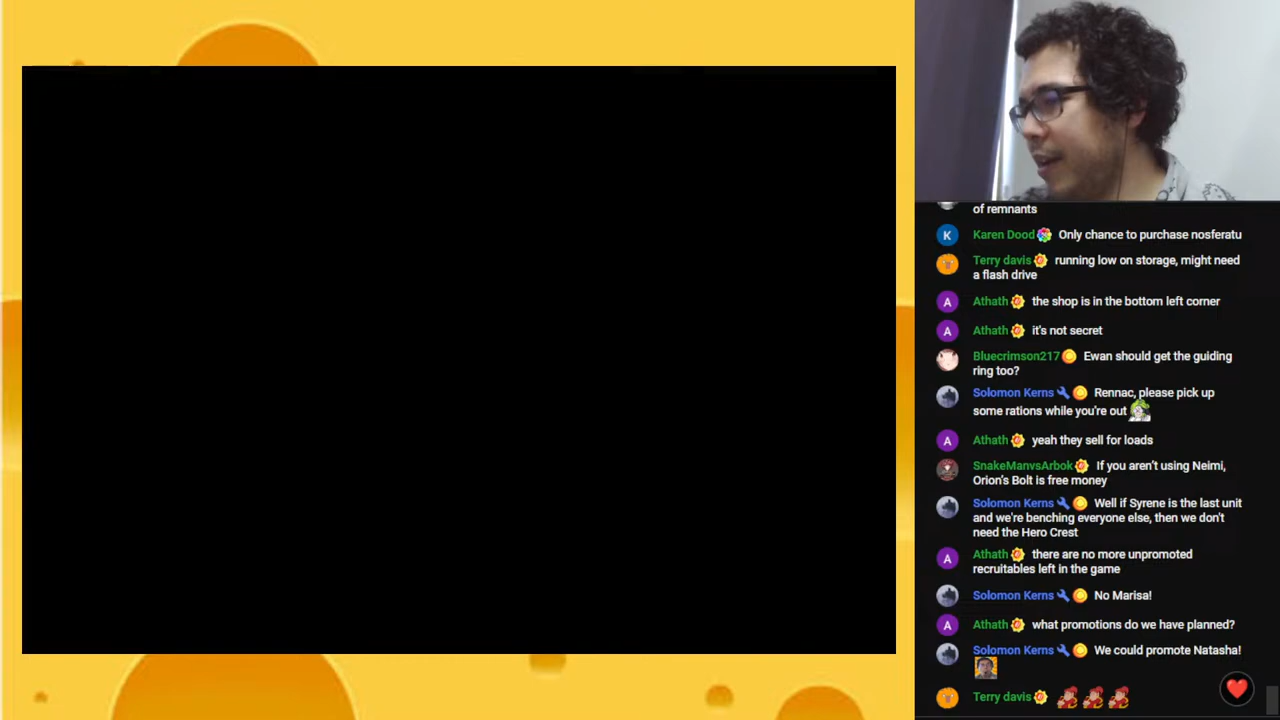 of remnants
Karen Dood Only chance to purchase nosferatu
Terry davis running low on storage, might need
a flash drive
Athath the shop is in the bottom left corner
Athath it's not secret
Bluecrimson217 Ewan should get the guiding
ring too?
Solomon Kerns Rennac, please pick up
some rations while you're out
Athath yeah they sell for loads
SnakeManvsArbok If you aren't using Neimi,
Orion's Bolt is free money
Solomon Kerns Well if Syrene is the last unit
and we're benching everyone else, then we don't
need the Hero Crest
Athath there are no more unpromoted
recruitables left in the game
Solomon Kerns No Marisa!
Athath what promotions do we have planned?
Solomon Kerns We could promote Natasha!
Terry davis
K
A
A
A
A
A